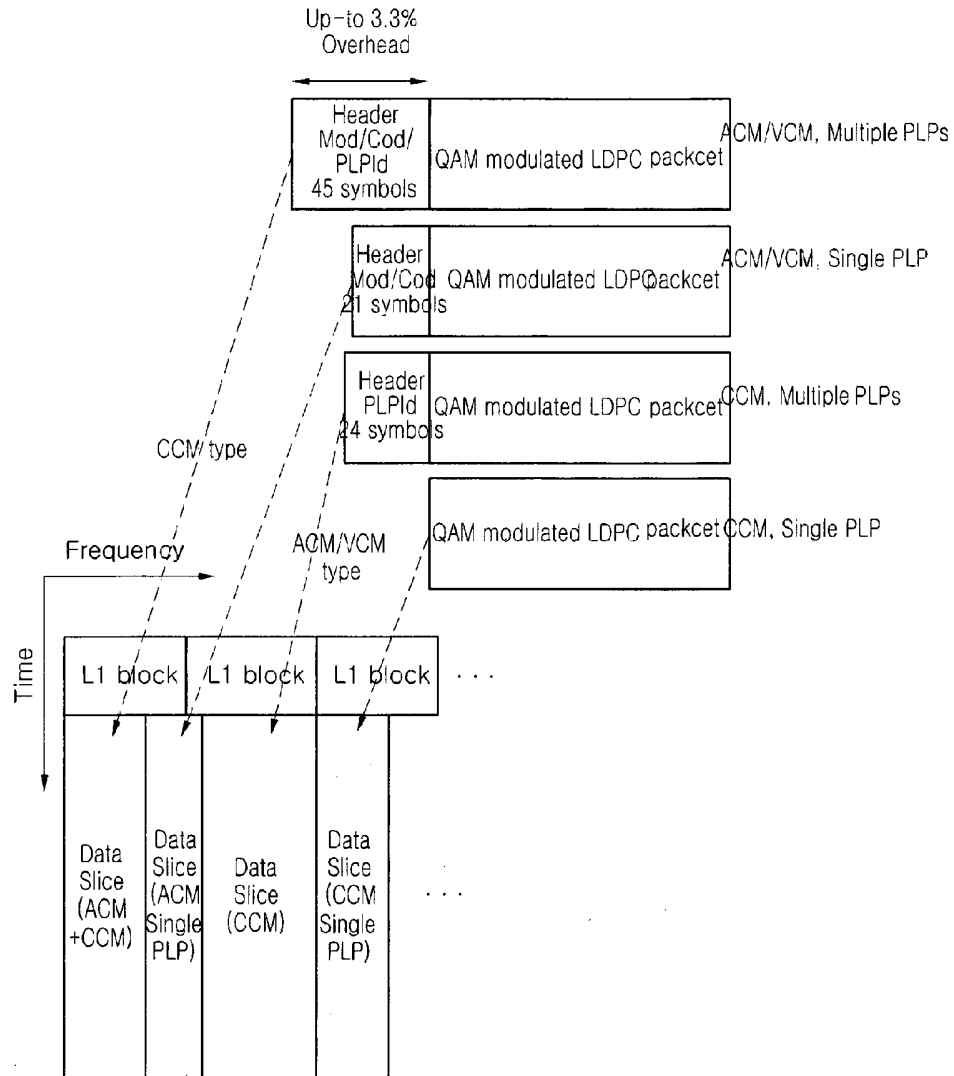 Up-to 3.3%
Overhead
Header
Mod/Cod/
PLPId
45 symbols
QAM modulated LDPC packcet
ACM/VCM, Multiple PLPs
Header
Mod/Cod
21 symbols
QAM modulated LDPC packcet
ACM/VCM, Single PLP
Header
PLPId
24 symbols
QAM modulated LDPC packcet
CCM, Multiple PLPs
QAM modulated LDPC packcet
CCM, Single PLP
CCM type
ACM/VCM
type
Frequency
Time
L1 block
L1 block
L1 block
...
Data
Slice
(ACM
+CCM)
Data
Slice
(ACM
Single
PLP)
Data
Slice
(CCM)
Data
Slice
(CCM
Single
PLP)
...